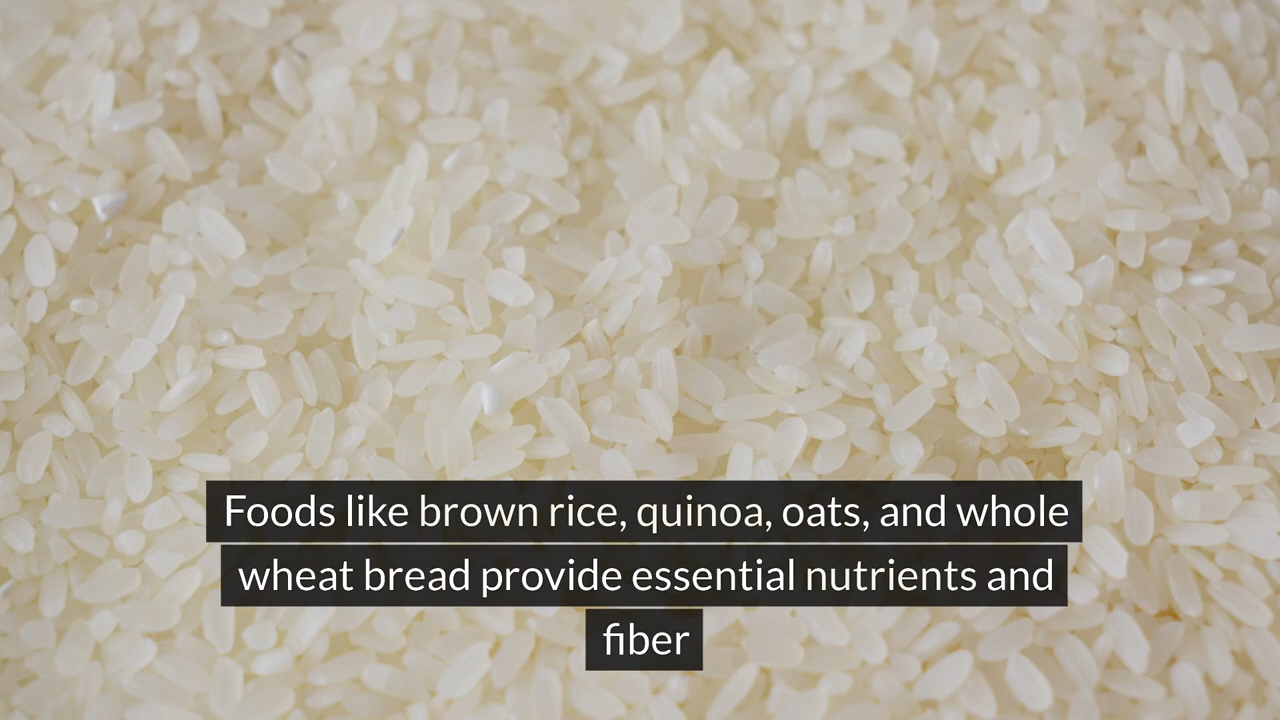 Foods like brown rice, quinoa, oats, and whole
wheat bread provide essential nutrients and
fiber